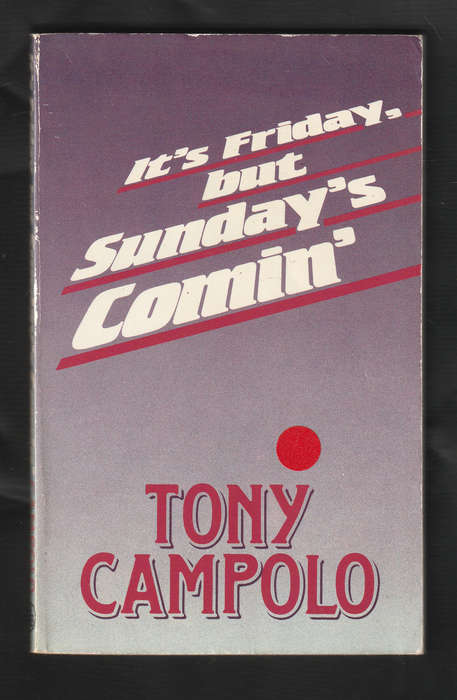 It's Friday,
but
Sunday's
Comin'
TONY
CAMPOLO